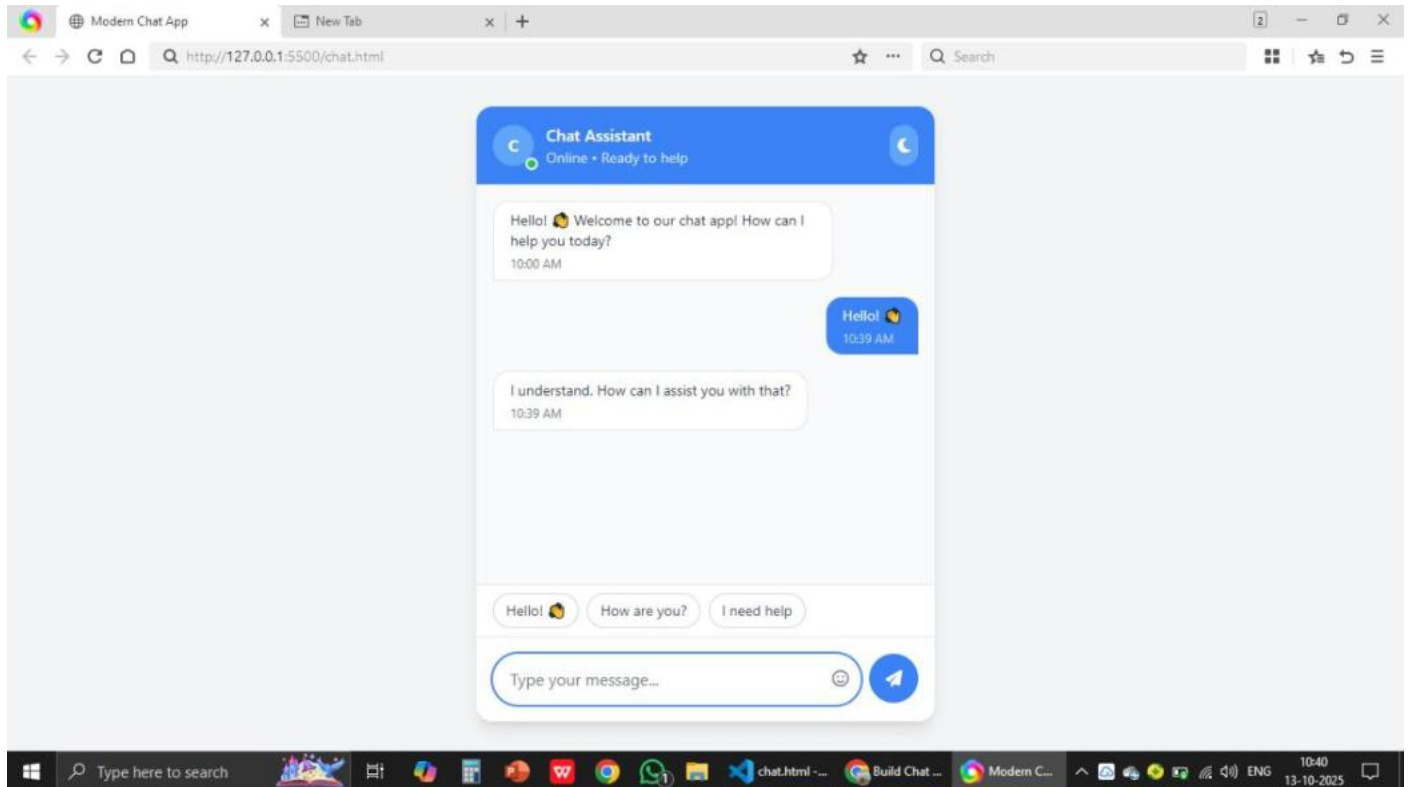 Modern Chat App
New Tab
2
http://127.0.0.1:5500/chat.html
Search
C
Chat Assistant
Online • Ready to help
Hello! 👋 Welcome to our chat app! How can I
help you today?
10:00 AM
Hello! 👋
10:39 AM
I understand. How can I assist you with that?
10:39 AM
Hello! 👋
How are you?
I need help
Type your message...
Type here to search
W
1
chat.html -...
Build Chat ...
Modern C...
ENG
10:40
13-10-2025